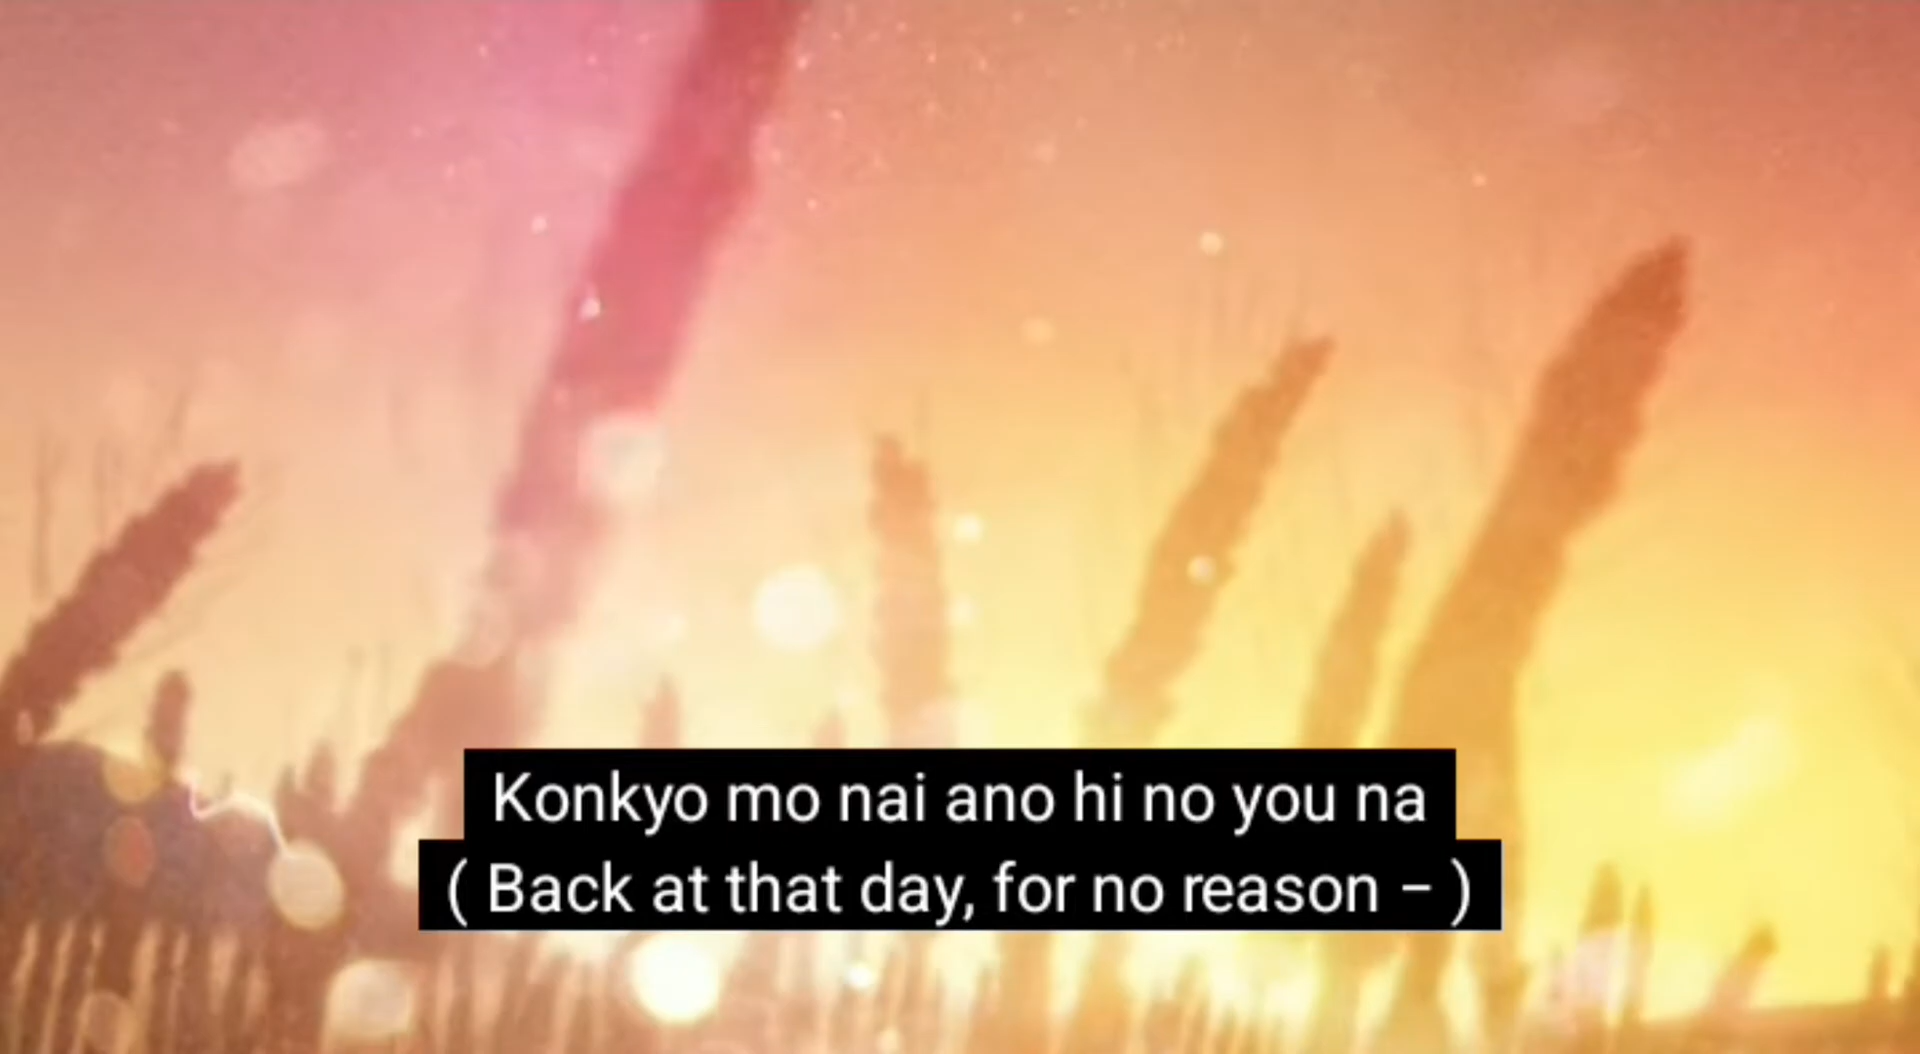 Konkyo mo nai ano hi no you na
( Back at that day, for no reason – )